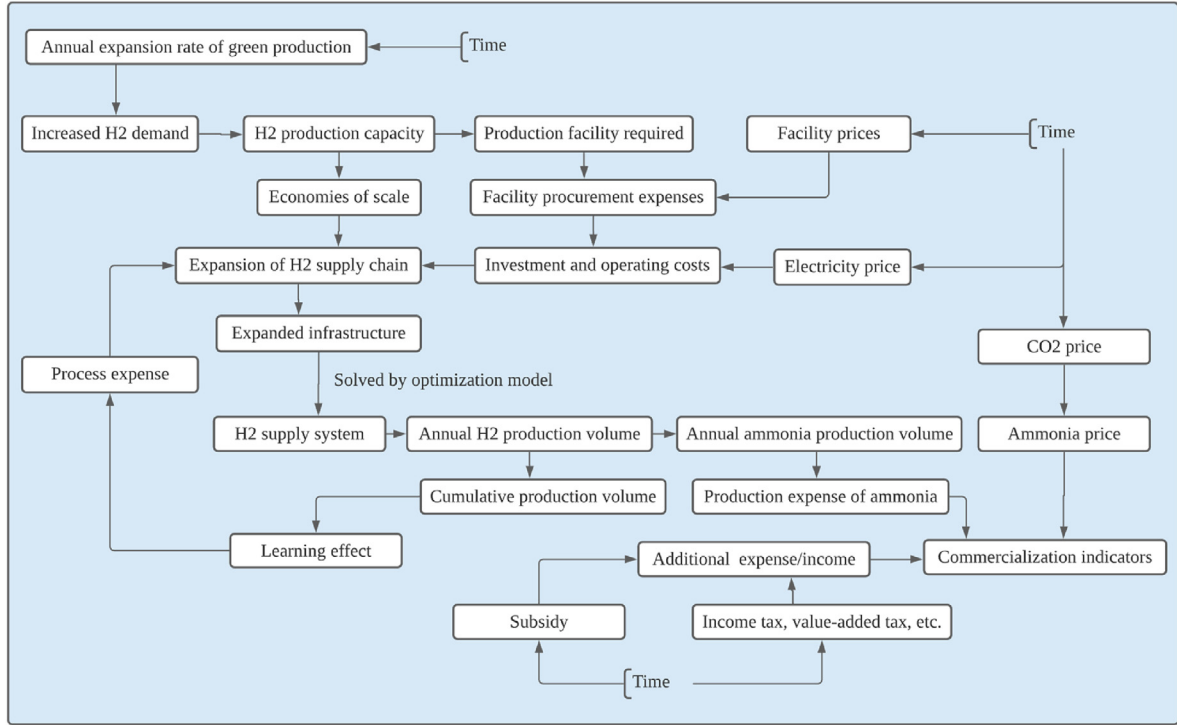 Annual expansion rate of green production
Time
Increased H2 demand
H2 production capacity
Production facility required
Facility prices
Time
Economies of scale
Facility procurement expenses
Expansion of H2 supply chain
Investment and operating costs
Electricity price
Expanded infrastructure
CO2 price
Process expense
Solved by optimization model
H2 supply system
Annual H2 production volume
Annual ammonia production volume
Ammonia price
Cumulative production volume
Production expense of ammonia
Learning effect
Additional expense/income
Commercialization indicators
Subsidy
Income tax, value-added tax, etc.
Time